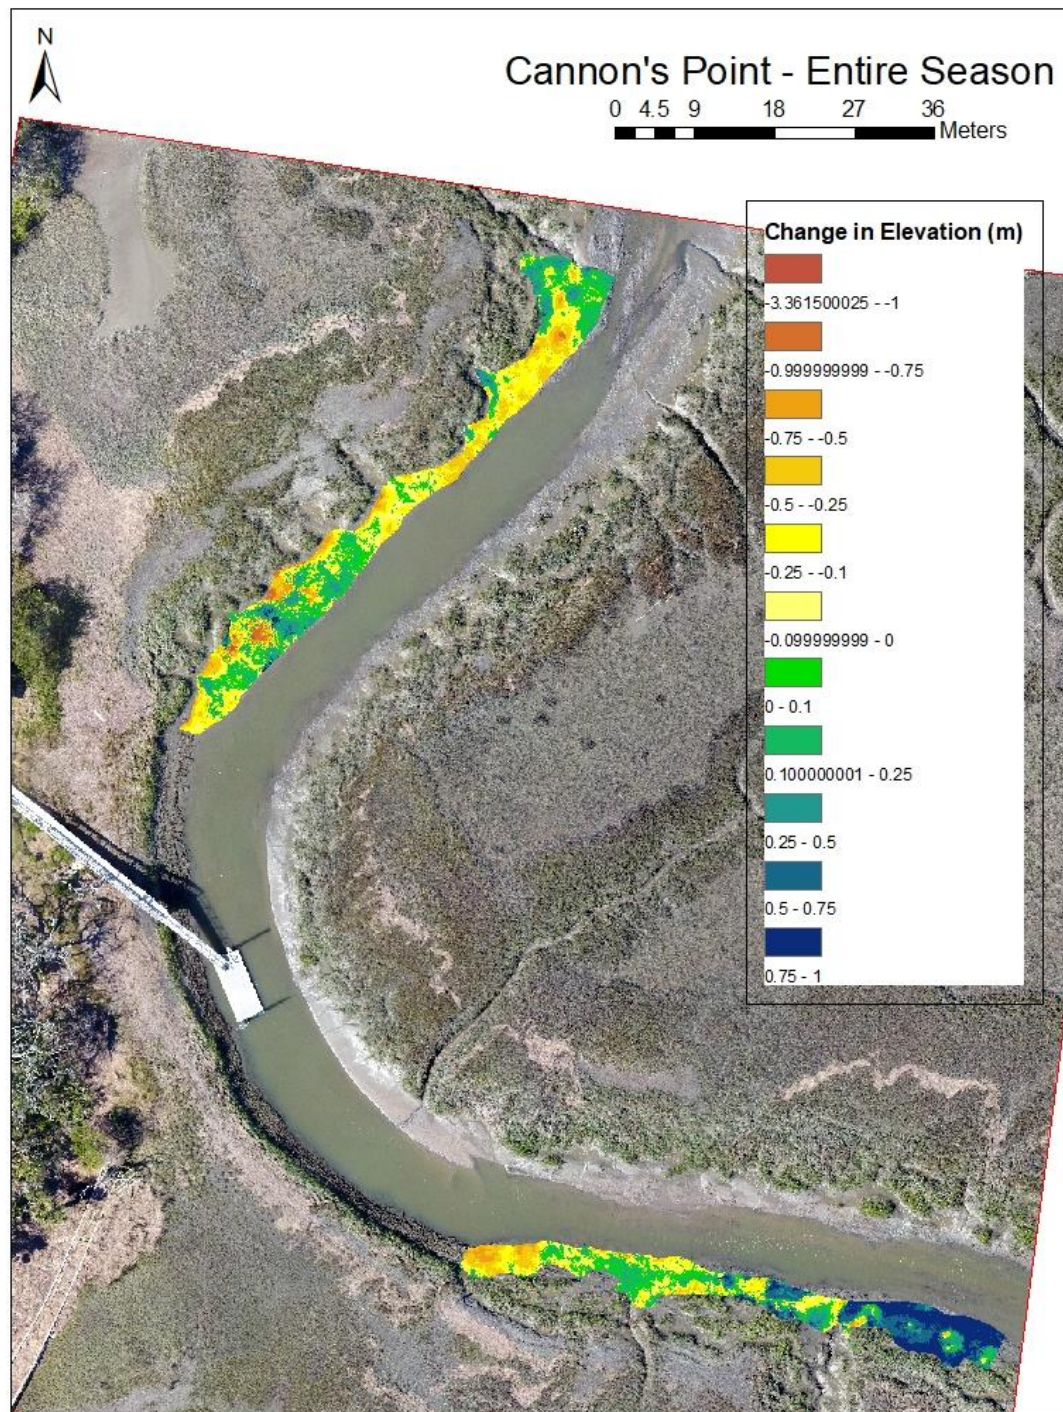 N
Cannon's Point - Entire Season
0 4.5 9 18 27 36
Meters
Change in Elevation (m)
-3.361500025 - -1
-0.999999999 - -0.75
-0.75 - -0.5
-0.5 - -0.25
-0.25 - -0.1
-0.099999999 - 0
0 - 0.1
0.100000001 - 0.25
0.25 - 0.5
0.5 - 0.75
0.75 - 1